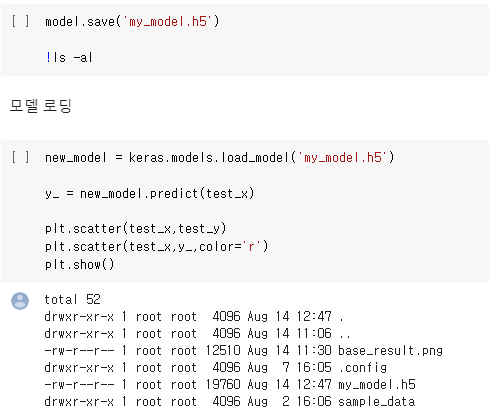 [ ] model.save('my_model.h5')
!ls -al
모델 로딩
[ ] new_model = keras.models.load_model('my_model.h5')
y_ = new_model.predict(test_x)
plt.scatter(test_x,test_y)
plt.scatter(test_x,y_,color='r')
plt.show()
total 52
drwxr-xr-x 1 root root  4096 Aug 14 12:47 .
drwxr-xr-x 1 root root  4096 Aug 14 11:06 ..
-rw-r--r-- 1 root root 12510 Aug 14 11:30 base_result.png
drwxr-xr-x 1 root root  4096 Aug  7 16:05 .config
-rw-r--r-- 1 root root 19760 Aug 14 12:47 my_model.h5
drwxr-xr-x 1 root root  4096 Aug  2 16:06 sample_data